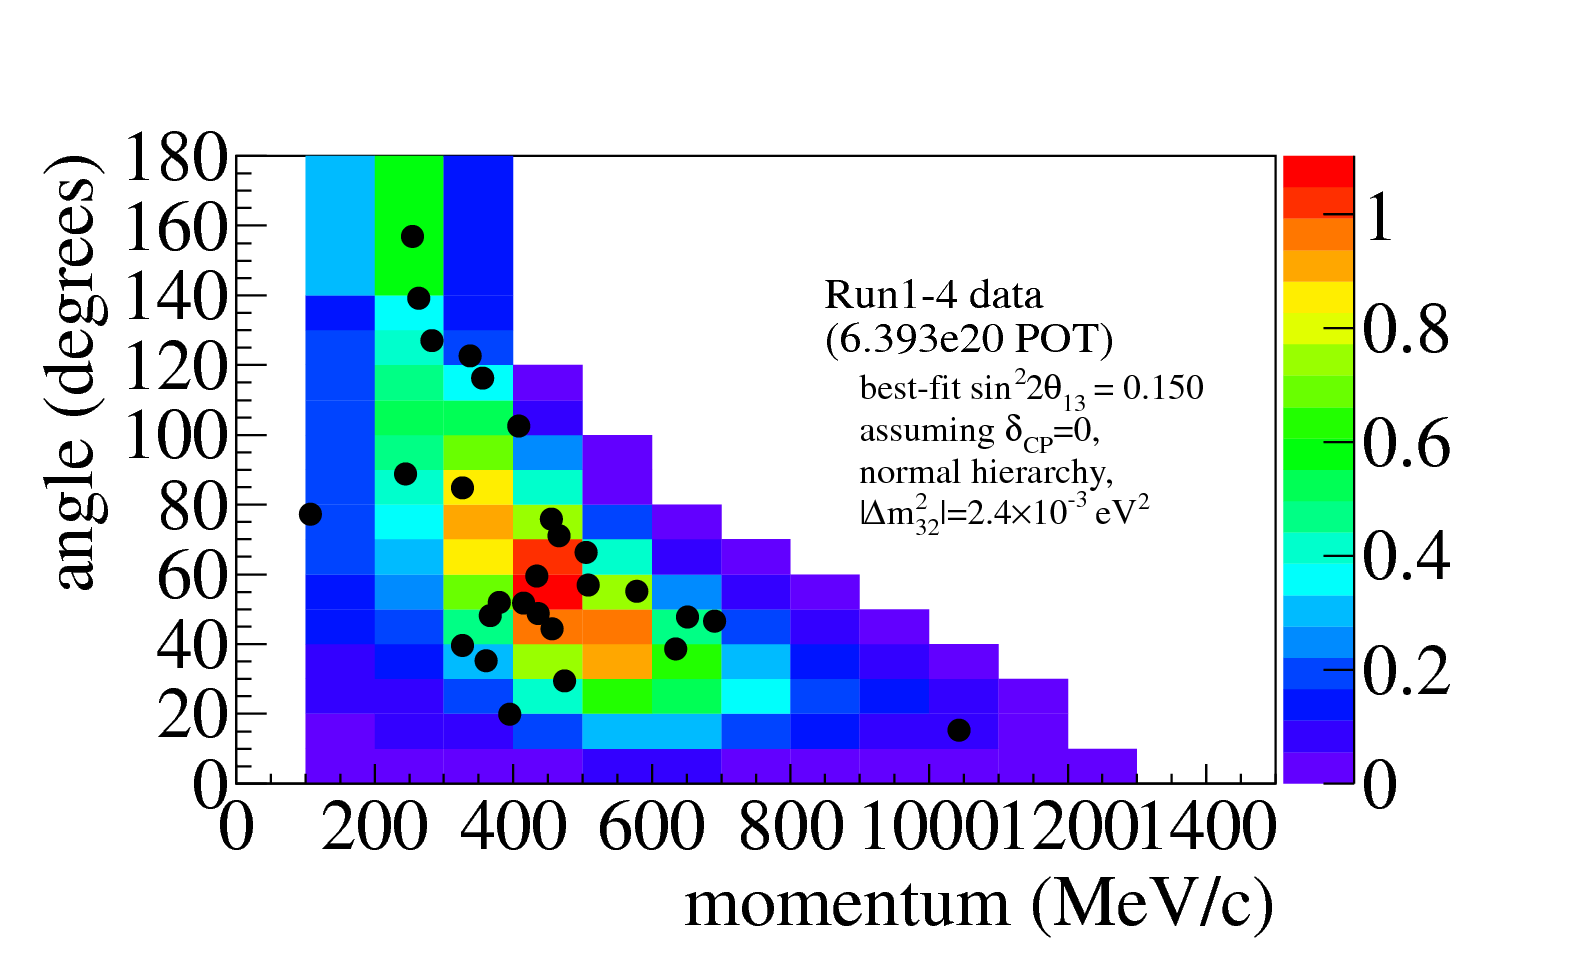 180
160
140
120
100
80
60
40
20
0
angle (degrees)
0 200 400 600 800 1000 1200 1400
momentum (MeV/c)
Run1-4 data
(6.393e20 POT)
best-fit sin²2θ₁₃ = 0.150
assuming δ_CP=0,
normal hierarchy,
|Δm²₃₂|=2.4×10⁻³ eV²
1
0.8
0.6
0.4
0.2
0